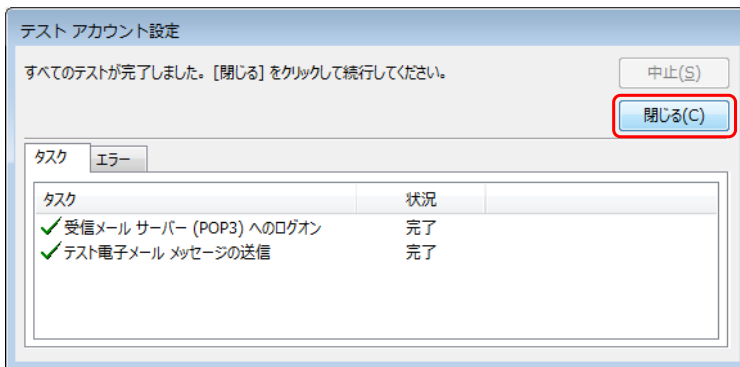 テスト アカウント設定
すべてのテストが完了しました。[閉じる] をクリックして続行してください。
中止(S)
閉じる(C)
タスク エラー
タスク 状況
受信メール サーバー (POP3) へのログオン 完了
テスト電子メール メッセージの送信 完了